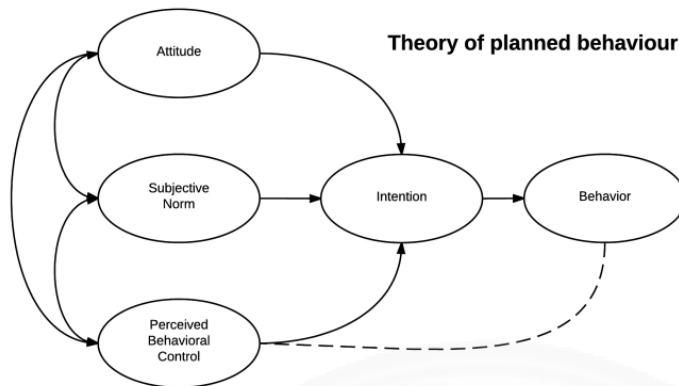 Theory of planned behaviour
Attitude
Subjective
Norm
Intention
Behavior
Perceived
Behavioral
Control